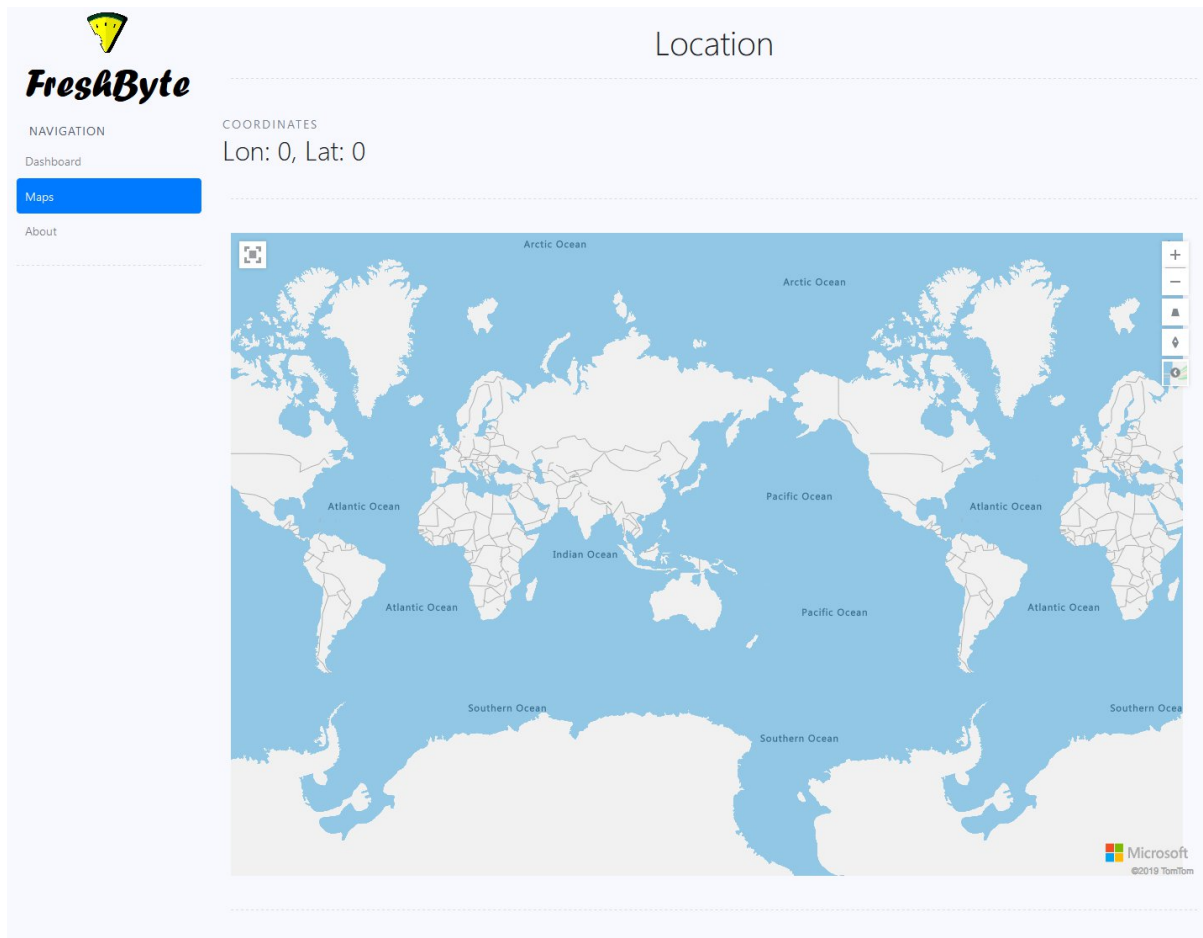 FreshByte
NAVIGATION
Dashboard
Maps
About
Location
COORDINATES
Lon: 0, Lat: 0
Arctic Ocean
Arctic Ocean
Pacific Ocean
Atlantic Ocean
Atlantic Ocean
Indian Ocean
Atlantic Ocean
Pacific Ocean
Atlantic Ocean
Southern Ocean
Southern Ocea
Southern Ocean
Microsoft
©2019 TomTom